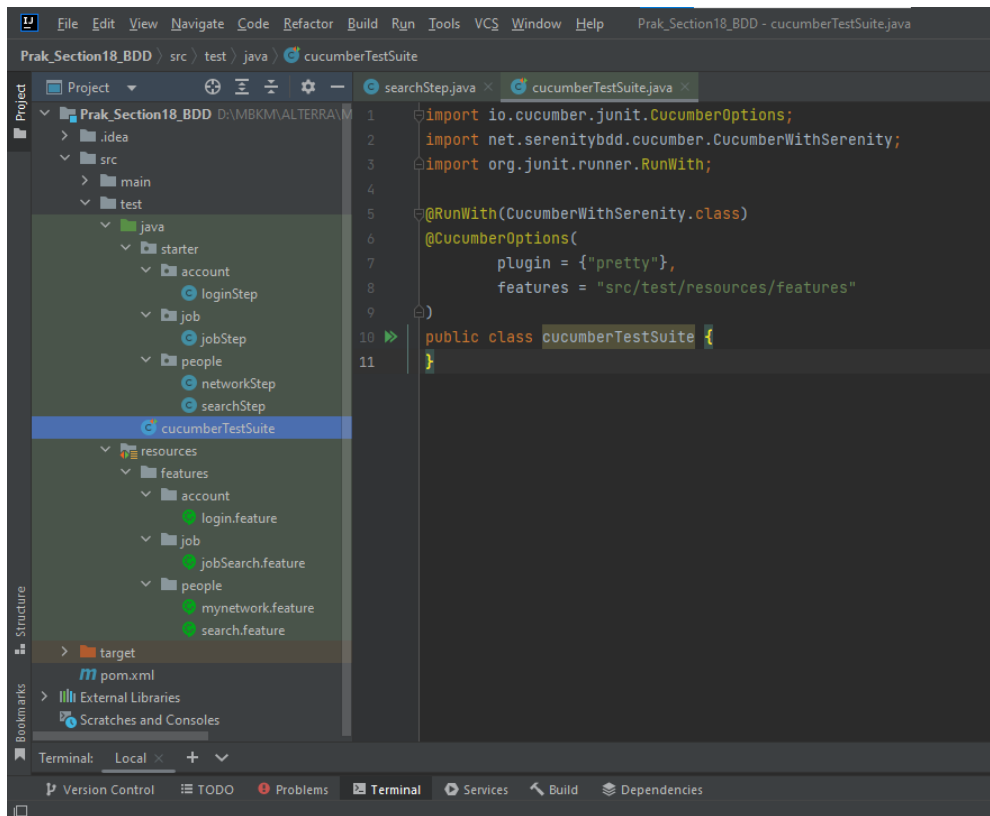 IJ File Edit View Navigate Code Refactor Build Run Tools VCS Window Help Prak_Section18_BDD - cucumberTestSuite.java
Prak_Section18_BDD 〉 src 〉 test 〉 java 〉 cucumberTestSuite
Project
Project
searchStep.java × cucumberTestSuite.java ×
Prak_Section18_BDD D:\MBKM\ALTERRA\M
.idea
src
main
test
java
starter
account
loginStep
job
jobStep
people
networkStep
searchStep
cucumberTestSuite
resources
features
account
login.feature
job
jobSearch.feature
people
mynetwork.feature
search.feature
target
m pom.xml
External Libraries
Scratches and Consoles
1 import io.cucumber.junit.CucumberOptions;
2 import net.serenitybdd.cucumber.CucumberWithSerenity;
3 import org.junit.runner.RunWith;
4
5 @RunWith(CucumberWithSerenity.class)
6 @CucumberOptions(
7 plugin = {"pretty"},
8 features = "src/test/resources/features"
9 )
10 public class cucumberTestSuite {
11 }
Structure
Bookmarks
Terminal: Local × +
Version Control TODO Problems Terminal Services Build Dependencies